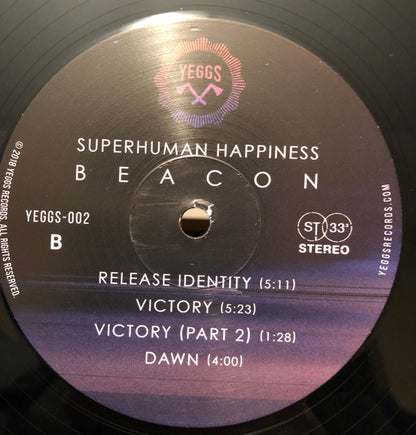 YEGGS
SUPERHUMAN HAPPINESS
BEACON
YEGGS-002
B
ST 33⅓
STEREO
RELEASE IDENTITY (5:11)
VICTORY (5:23)
VICTORY (PART 2) (1:28)
DAWN (4:00)
© 2018 YEGGS RECORDS. ALL RIGHTS RESERVED.
YEGGSRECORDS.COM